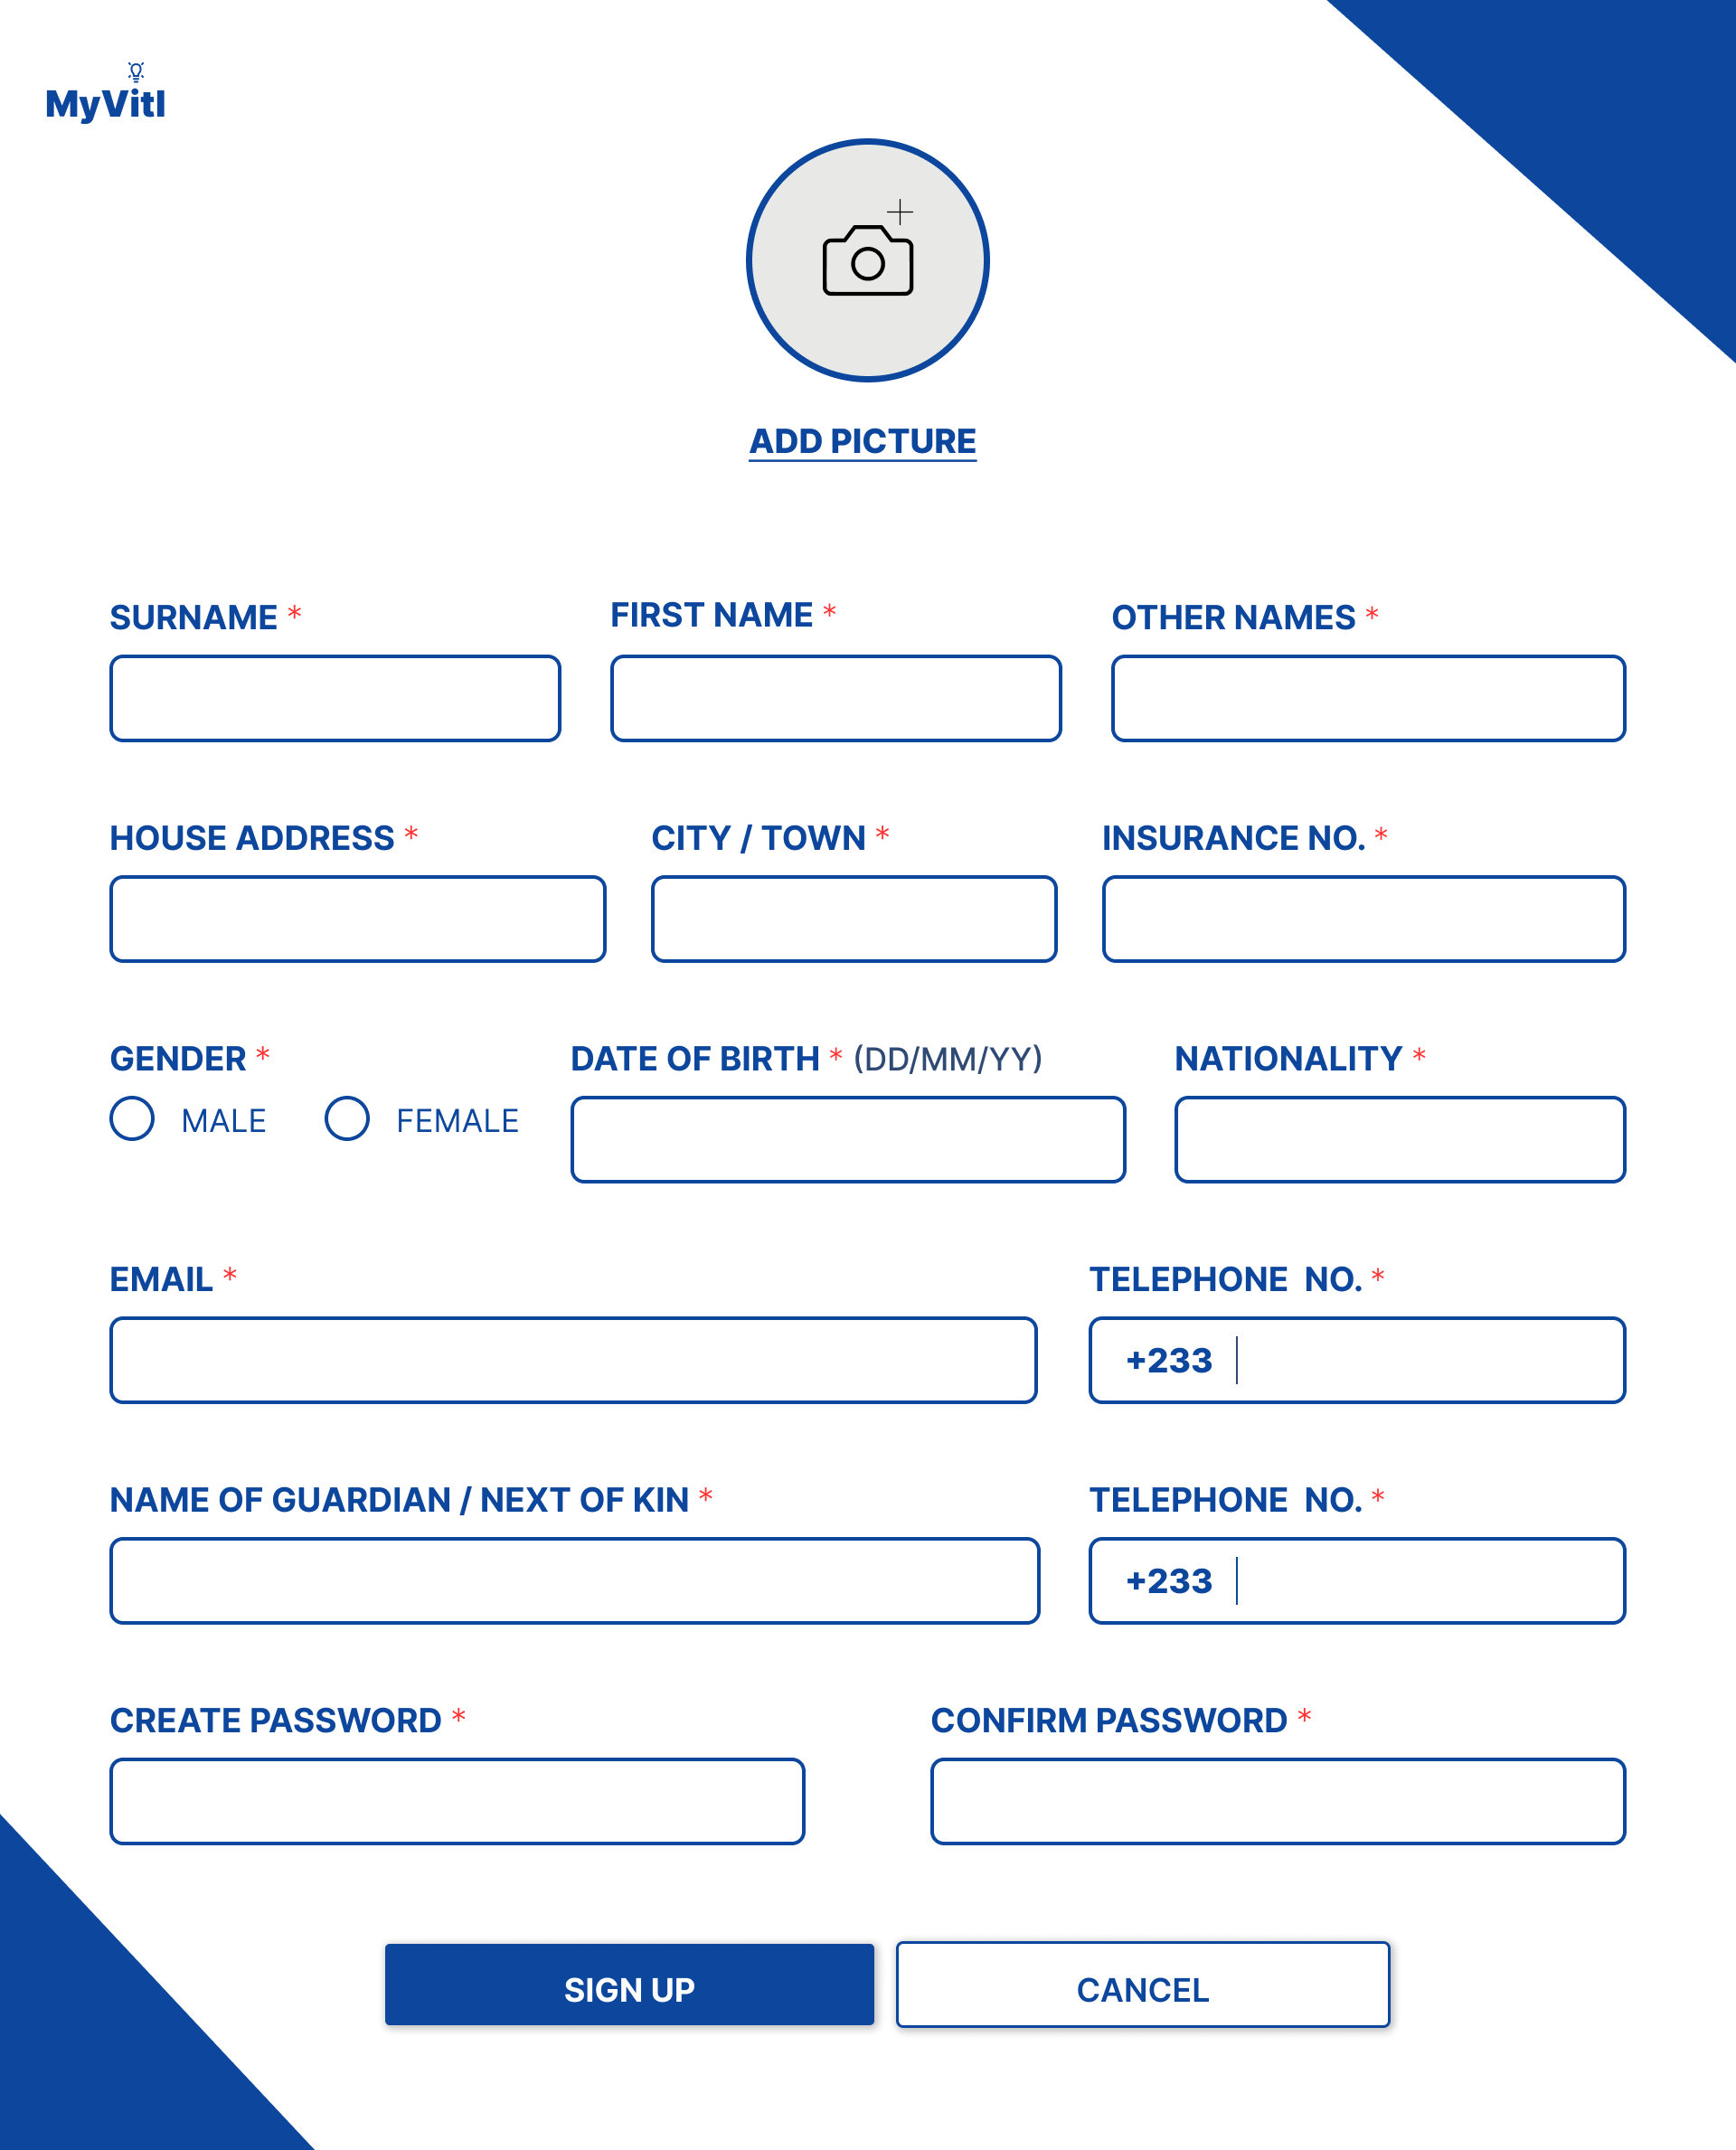 MyVitl
ADD PICTURE
SURNAME * FIRST NAME * OTHER NAMES *
HOUSE ADDRESS * CITY / TOWN * INSURANCE NO. *
GENDER * DATE OF BIRTH * (DD/MM/YY) NATIONALITY *
MALE FEMALE
EMAIL * TELEPHONE  NO. *
+233
NAME OF GUARDIAN / NEXT OF KIN * TELEPHONE  NO. *
+233
CREATE PASSWORD * CONFIRM PASSWORD *
SIGN UP CANCEL